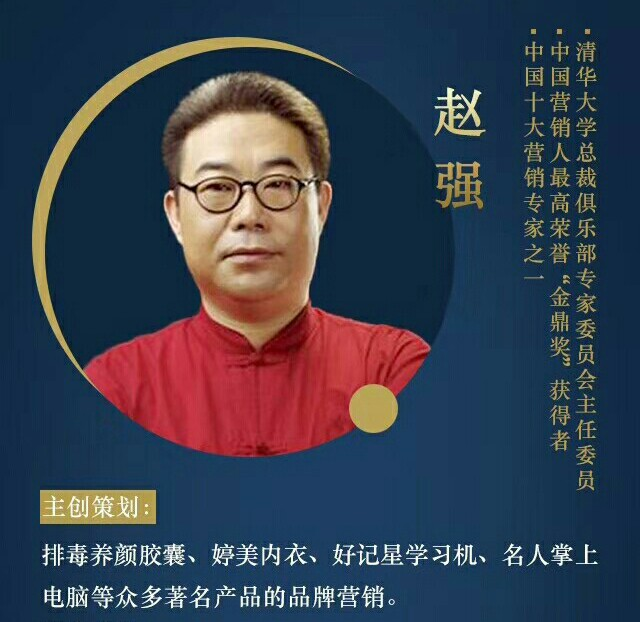 赵强
▪清华大学总裁俱乐部专家委员会主任委员
▪中国营销人最高荣誉“金鼎奖”获得者
▪中国十大营销专家之一
主创策划:
排毒养颜胶囊、婷美内衣、好记星学习机、名人掌上
电脑等众多著名产品的品牌营销。